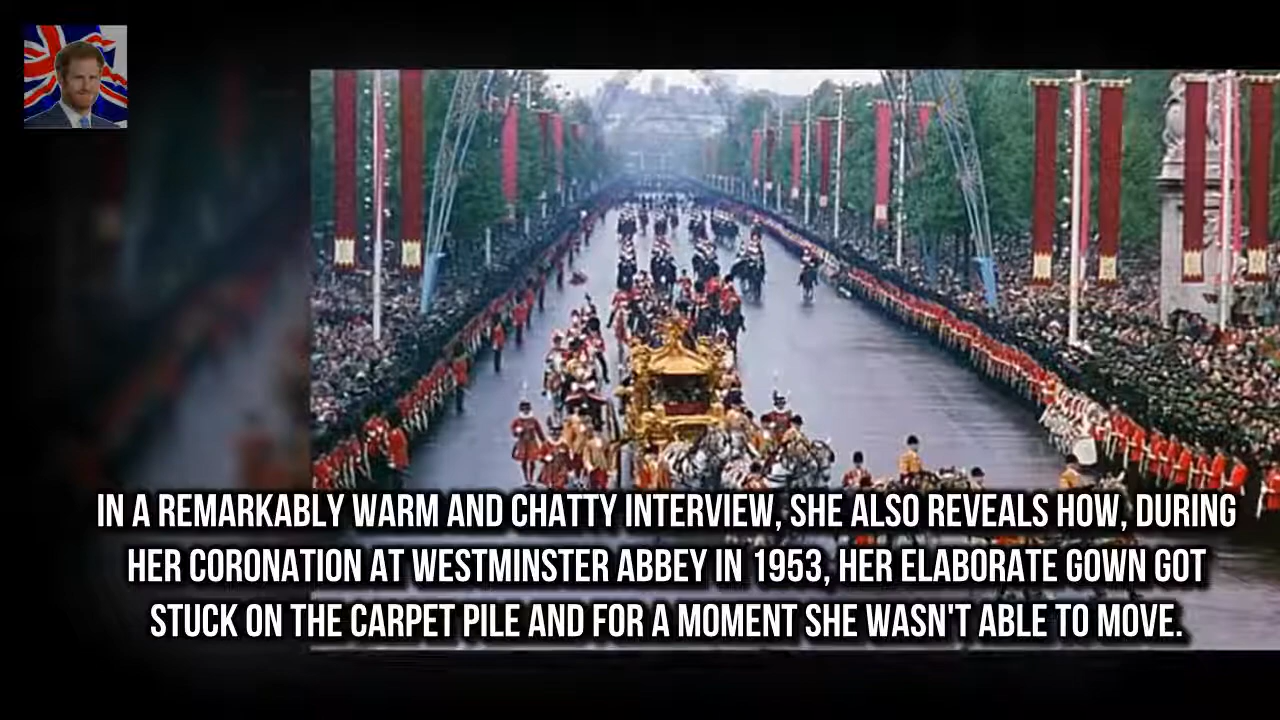 IN A REMARKABLY WARM AND CHATTY INTERVIEW, SHE ALSO REVEALS HOW, DURING
HER CORONATION AT WESTMINSTER ABBEY IN 1953, HER ELABORATE GOWN GOT
STUCK ON THE CARPET PILE AND FOR A MOMENT SHE WASN'T ABLE TO MOVE.